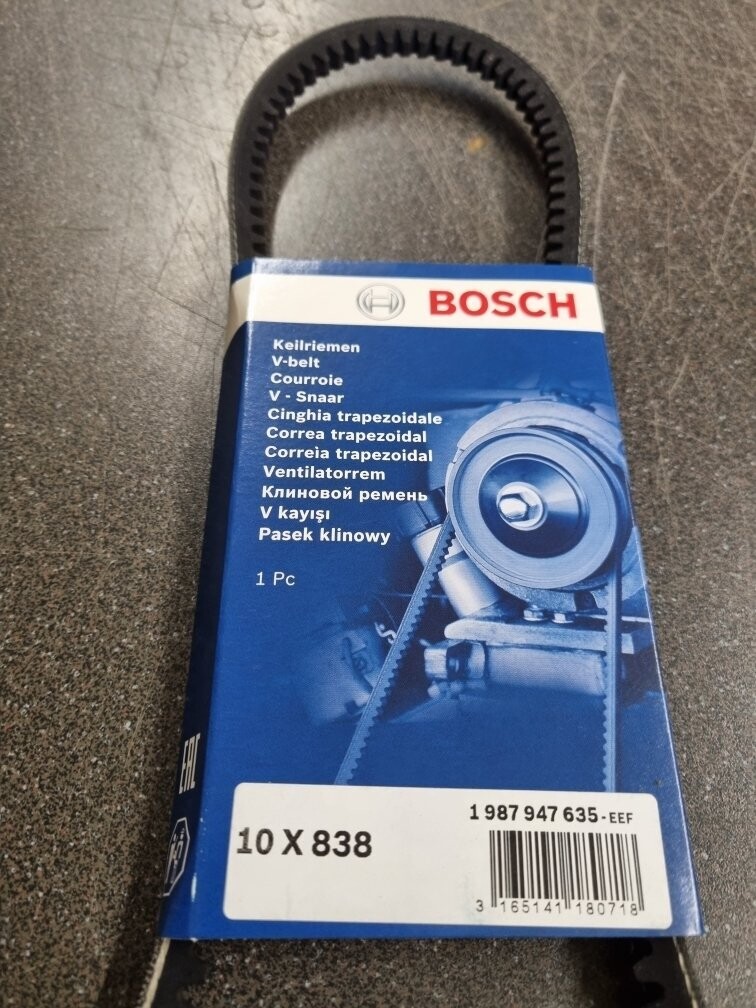 BOSCH
Keilriemen
V-belt
Courroie
V - Snaar
Cinghia trapezoidale
Correa trapezoidal
Correia trapezoidal
Ventilatorrem
Клиновой ремень
V kayışı
Pasek klinowy
1 Pc
EAC
1 987 947 635-EEF
10 X 838
3 165141 180718